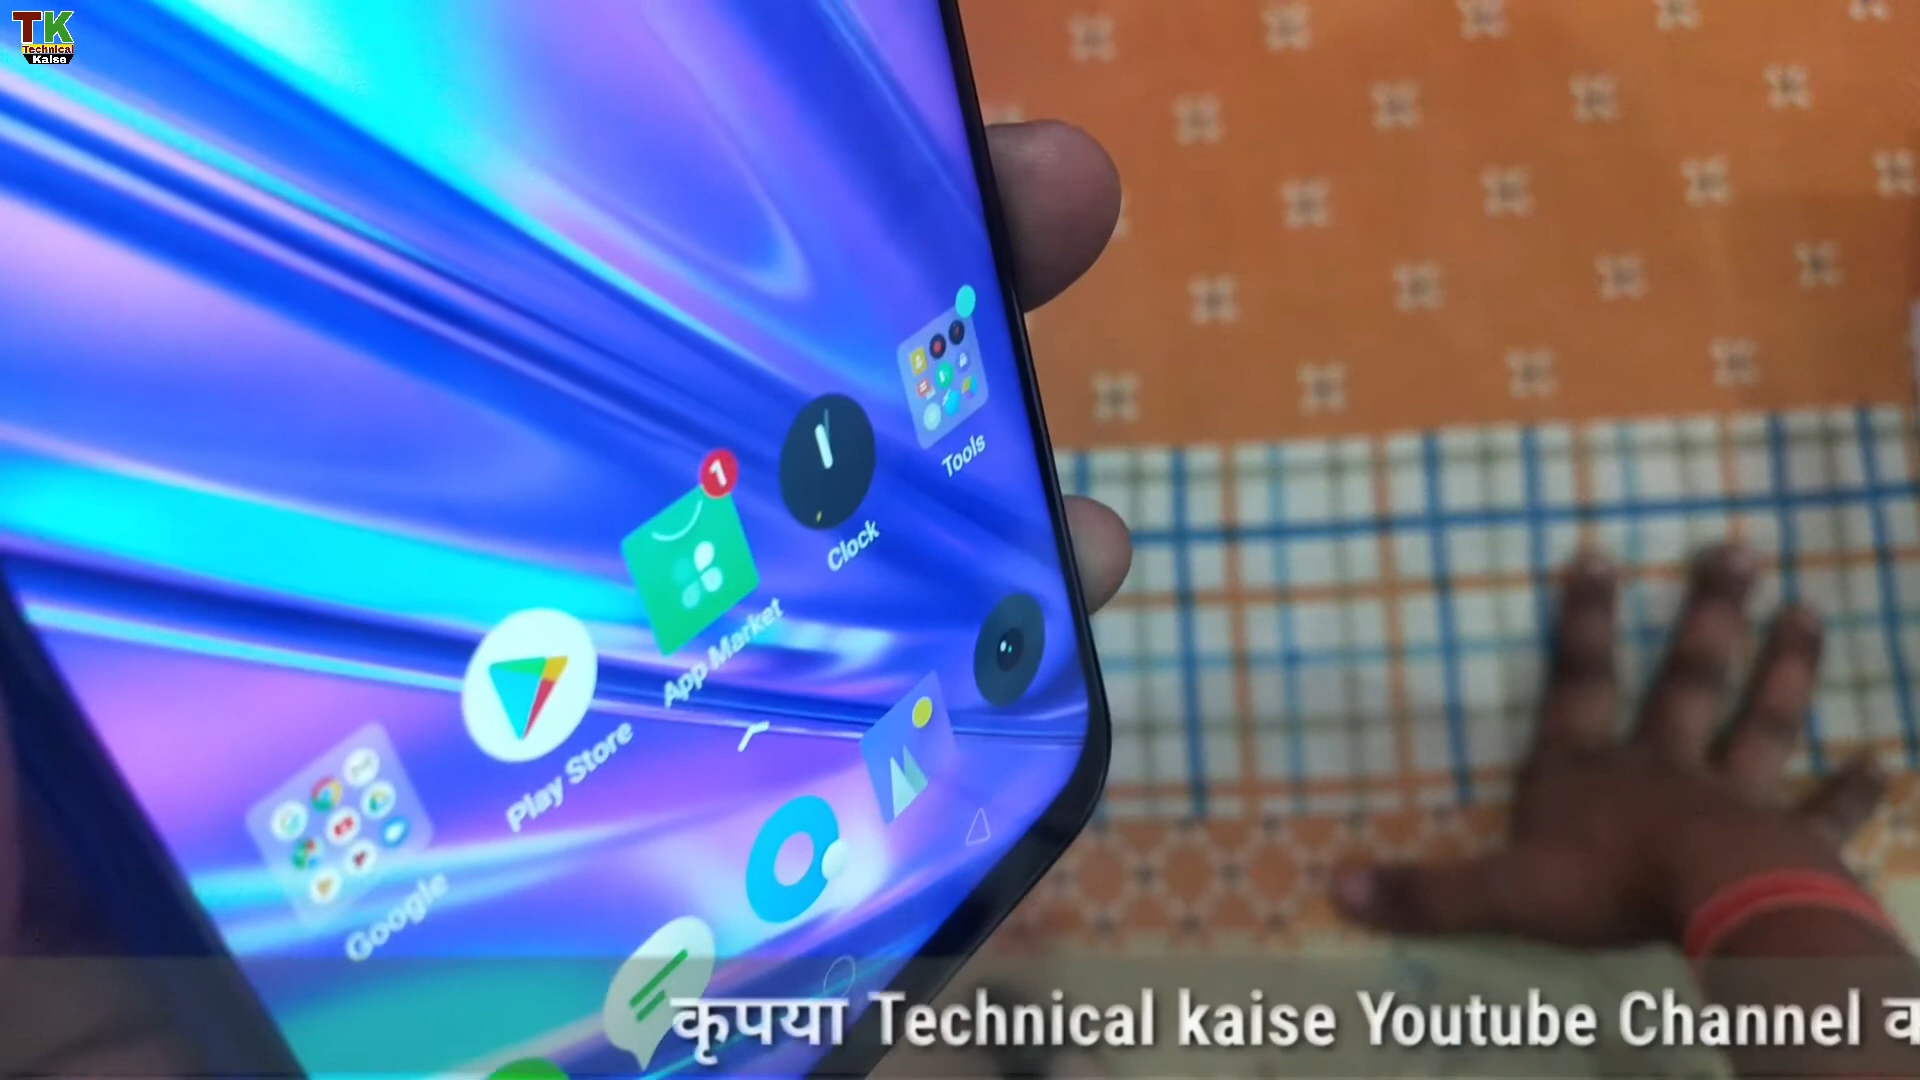 TK
Technical
Kaise
Tools
Clock
1
App Market
Play Store
Google
कृपया Technical kaise Youtube Channel